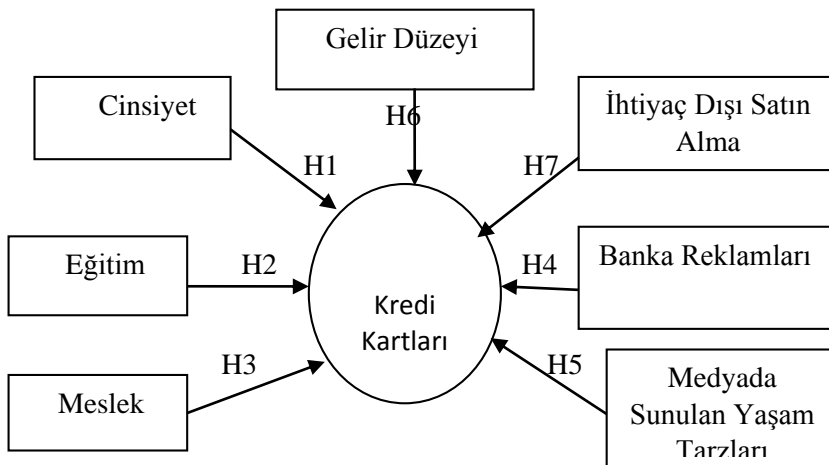 Gelir Düzeyi
Cinsiyet
H6
İhtiyaç Dışı Satın
Alma
H1
H7
Eğitim
H2
H4
Banka Reklamları
Kredi
Kartları
H3
H5
Meslek
Medyada
Sunulan Yaşam
Tarzları